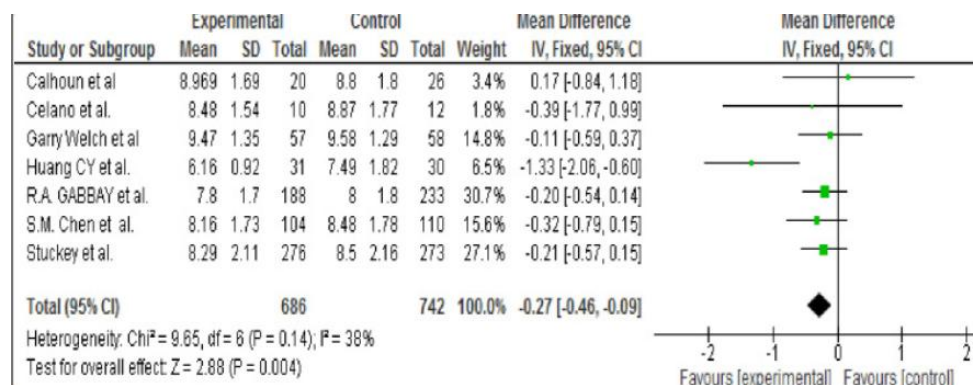 Experimental Control Mean Difference Mean Difference
Study or Subgroup Mean SD Total Mean SD Total Weight IV, Fixed, 95% CI IV, Fixed, 95% CI
Calhoun et al 8.969 1.69 20 8.8 1.8 26 3.4% 0.17 [-0.84, 1.18]
Celano et al. 8.48 1.54 10 8.87 1.77 12 1.8% -0.39 [-1.77, 0.99]
Garry Welch et al 9.47 1.35 57 9.58 1.29 58 14.8% -0.11 [-0.59, 0.37]
Huang CY et al. 6.16 0.92 31 7.49 1.82 30 6.5% -1.33 [-2.06, -0.60]
R.A. GABBAY et al. 7.8 1.7 188 8 1.8 233 30.7% -0.20 [-0.54, 0.14]
S.M. Chen et al. 8.16 1.73 104 8.48 1.78 110 15.6% -0.32 [-0.79, 0.15]
Stuckey et al. 8.29 2.11 276 8.5 2.16 273 27.1% -0.21 [-0.57, 0.15]
Total (95% CI) 686 742 100.0% -0.27 [-0.46, -0.09]
Heterogeneity: Chi² = 9.65, df = 6 (P = 0.14); I² = 38%
Test for overall effect: Z = 2.88 (P = 0.004)
-2 -1 0 1 2
Favours [experimental] Favours [control]